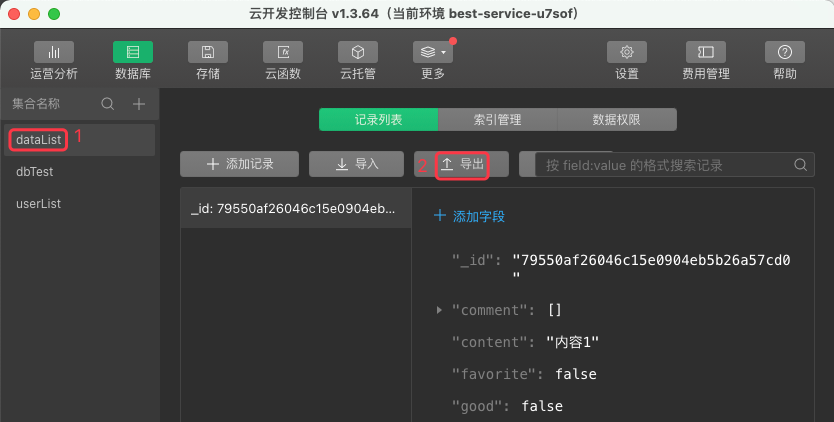 云开发控制台 v1.3.64（当前环境 best-service-u7sof）
运营分析 数据库 存储 云函数 云托管 更多 设置 费用管理 帮助
集合名称
记录列表 索引管理 数据权限
dataList 1
dbTest
userList
添加记录 导入 2 导出 按 field:value 的格式搜索记录
_id: 79550af26046c15e0904eb...
添加字段
"_id": "79550af26046c15e0904eb5b26a57cd0
"
"comment": []
"content": "内容1"
"favorite": false
"good": false